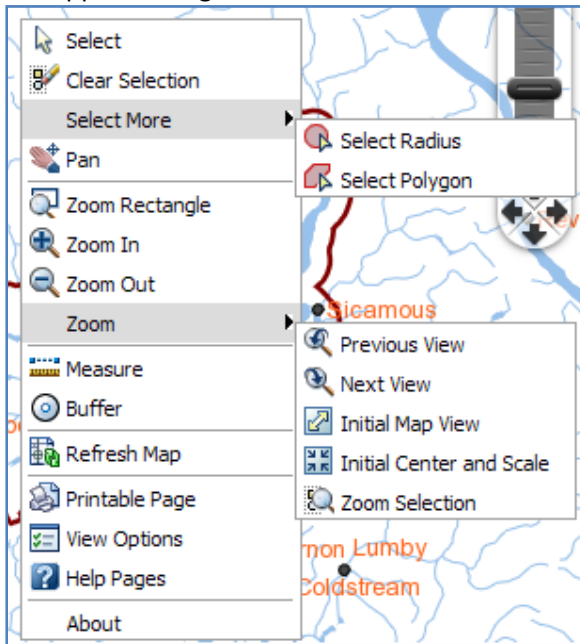 Select
Clear Selection
Select More
Select Radius
Select Polygon
Pan
Zoom Rectangle
Zoom In
Zoom Out
Sicamous
Zoom
Previous View
Next View
Measure
Buffer
Initial Map View
Refresh Map
Initial Center and Scale
Printable Page
Zoom Selection
View Options
Lumby
Help Pages
Coldstream
About